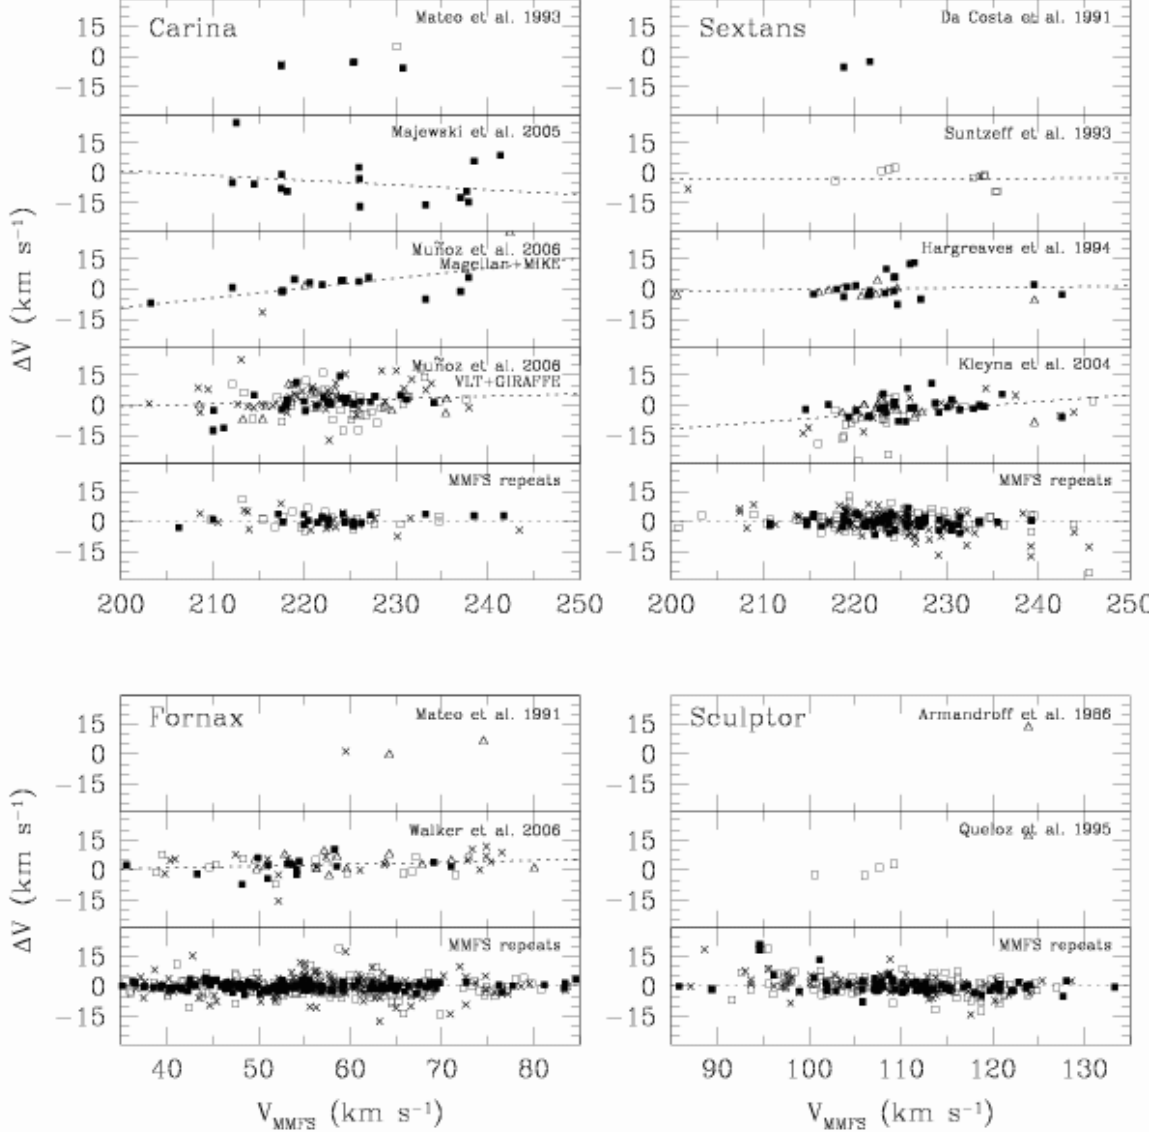 Carina
Mateo et al. 1993
15
0
−15
Majewski et al. 2005
15
0
−15
Muñoz et al. 2006
Magellan+MIKE
15
0
−15
Muñoz et al. 2006
VLT+GIRAFFE
15
0
−15
MMFS repeats
15
0
−15
200 210 220 230 240 250
ΔV (km s⁻¹)
Sextans
Da Costa et al. 1991
15
0
−15
Suntzeff et al. 1993
15
0
−15
Hargreaves et al. 1994
15
0
−15
Kleyna et al. 2004
15
0
−15
MMFS repeats
15
0
−15
200 210 220 230 240 250
Fornax
Mateo et al. 1991
15
0
−15
Walker et al. 2006
15
0
−15
MMFS repeats
15
0
−15
40 50 60 70 80
V_MMFS (km s⁻¹)
ΔV (km s⁻¹)
Sculptor
Armandroff et al. 1986
15
0
−15
Queloz et al. 1995
15
0
−15
MMFS repeats
15
0
−15
90 100 110 120 130
V_MMFS (km s⁻¹)